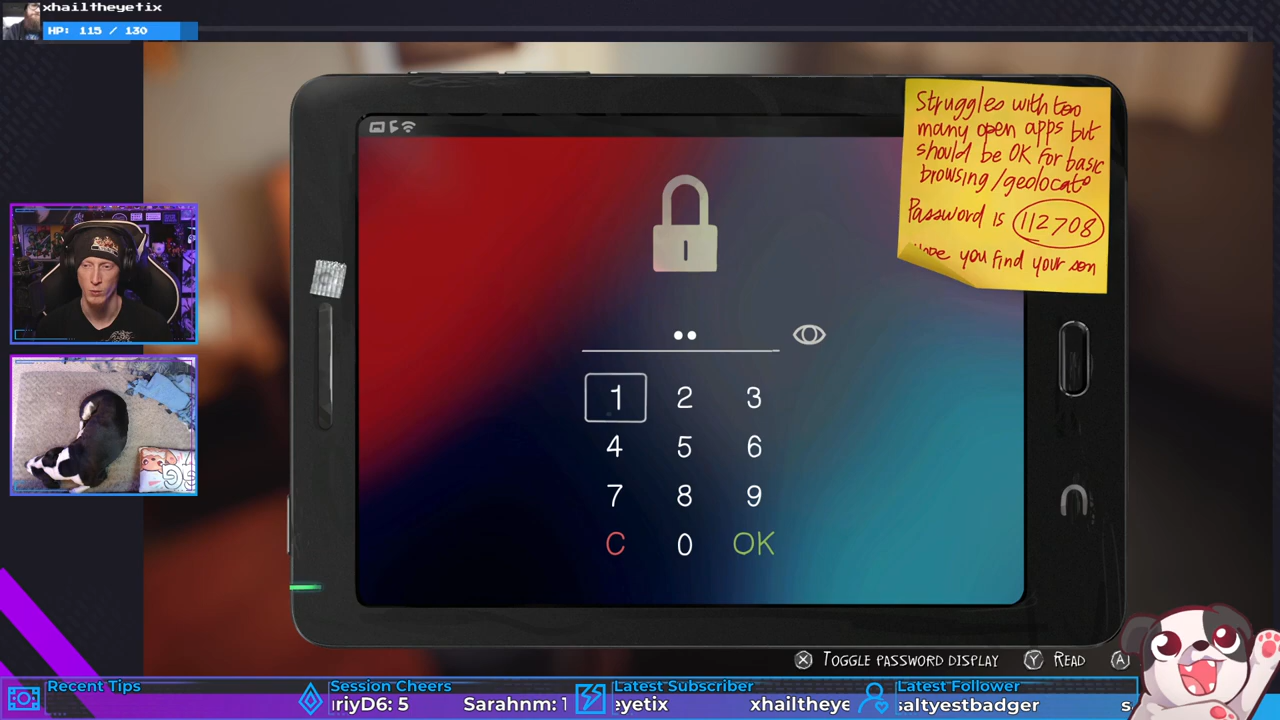 xhailtheyetix
HP: 115 / 130
Struggles with too
many open apps but
should be OK for basic
browsing/geolocat
Password is 112708
you find your son
1 2 3
4 5 6
7 8 9
C 0 OK
X TOGGLE PASSWORD DISPLAY Y READ A
Recent Tips
Session Cheers
riyD6: 5 Sarahnm: 1
Latest Subscriber
:yetix xhailtheye
Latest Follower
saltyestbadger s